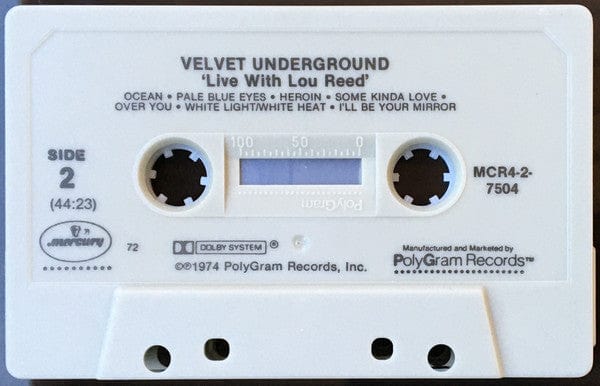 VELVET UNDERGROUND
'Live With Lou Reed'
OCEAN • PALE BLUE EYES • HEROIN • SOME KINDA LOVE •
OVER YOU • WHITE LIGHT/WHITE HEAT • I'LL BE YOUR MIRROR
100 50 0
SIDE
2
(44:23)
MCR4-2-
7504
PolyGram
mercury
72
DOLBY SYSTEM ®
©℗1974 PolyGram Records, Inc.
Manufactured and Marketed by
PolyGram Records™